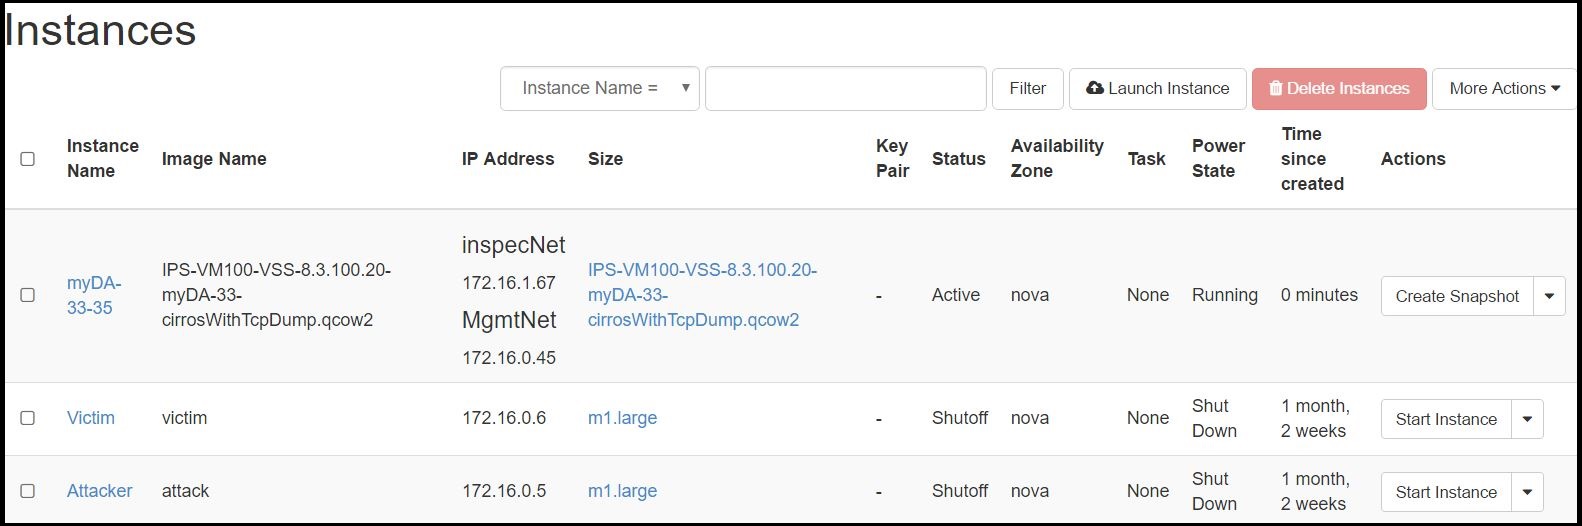 Instances
Instance Name = ▼ Filter Launch Instance Delete Instances More Actions
Instance Name Image Name IP Address Size Key Pair Status Availability Zone Task Power State Time since created Actions
myDA-33-35 IPS-VM100-VSS-8.3.100.20-myDA-33-cirrosWithTcpDump.qcow2 inspecNet 172.16.1.67 MgmtNet 172.16.0.45 IPS-VM100-VSS-8.3.100.20-myDA-33-cirrosWithTcpDump.qcow2 - Active nova None Running 0 minutes Create Snapshot
Victim victim 172.16.0.6 m1.large - Shutoff nova None Shut Down 1 month, 2 weeks Start Instance
Attacker attack 172.16.0.5 m1.large - Shutoff nova None Shut Down 1 month, 2 weeks Start Instance